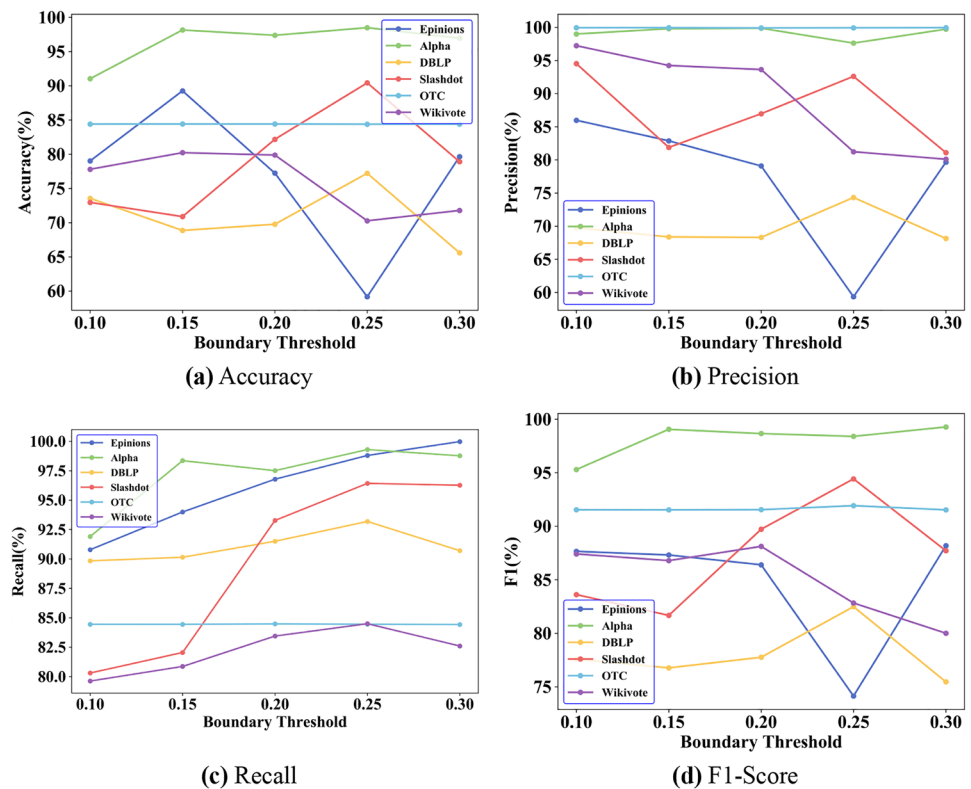 100
95
90
85
80
75
70
65
60
Accuracy(%)
Epinions
Alpha
DBLP
Slashdot
OTC
Wikivote
0.10 0.15 0.20 0.25 0.30
Boundary Threshold
(a) Accuracy
100
95
90
85
80
75
70
65
60
Precision(%)
Epinions
Alpha
DBLP
Slashdot
OTC
Wikivote
0.10 0.15 0.20 0.25 0.30
Boundary Threshold
(b) Precision
100.0
97.5
95.0
92.5
90.0
87.5
85.0
82.5
80.0
Recall(%)
Epinions
Alpha
DBLP
Slashdot
OTC
Wikivote
0.10 0.15 0.20 0.25 0.30
Boundary Threshold
(c) Recall
100
95
90
85
80
75
F1(%)
Epinions
Alpha
DBLP
Slashdot
OTC
Wikivote
0.10 0.15 0.20 0.25 0.30
Boundary Threshold
(d) F1-Score